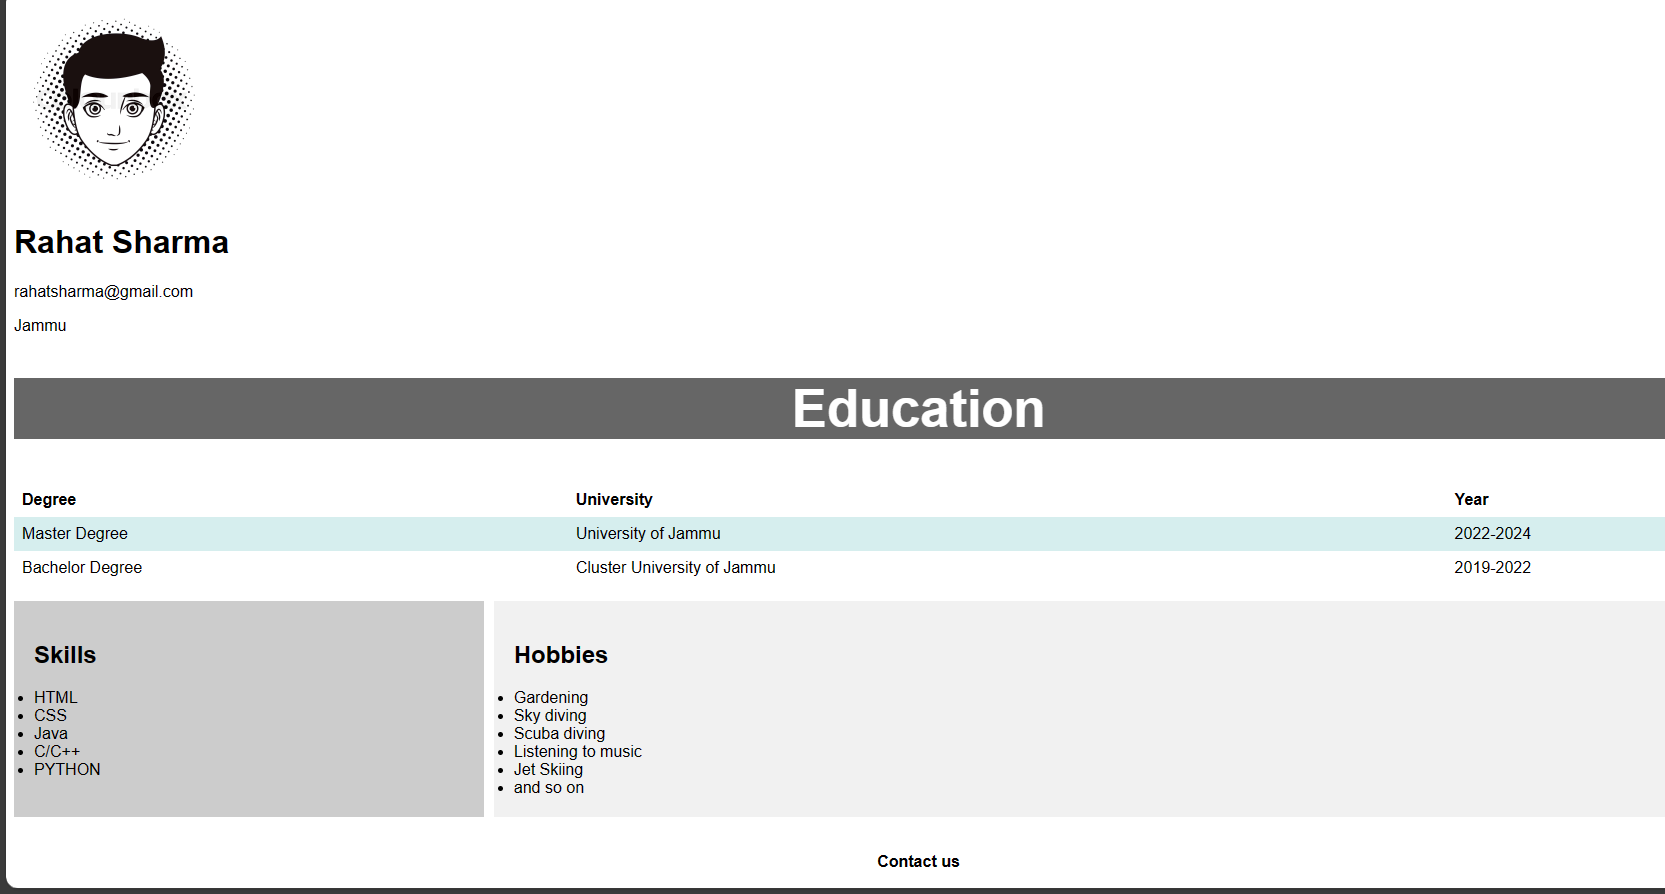 Rahat Sharma
rahatsharma@gmail.com
Jammu
Education
Degree University Year
Master Degree University of Jammu 2022-2024
Bachelor Degree Cluster University of Jammu 2019-2022
Skills
HTML
CSS
Java
C/C++
PYTHON
Hobbies
Gardening
Sky diving
Scuba diving
Listening to music
Jet Skiing
and so on
Contact us